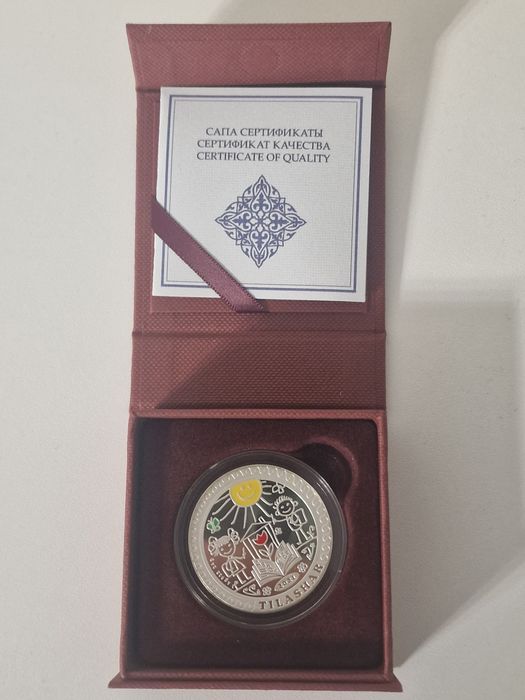 САПА СЕРТИФИКАТЫ
СЕРТИФИКАТ КАЧЕСТВА
CERTIFICATE OF QUALITY
TILASHAR